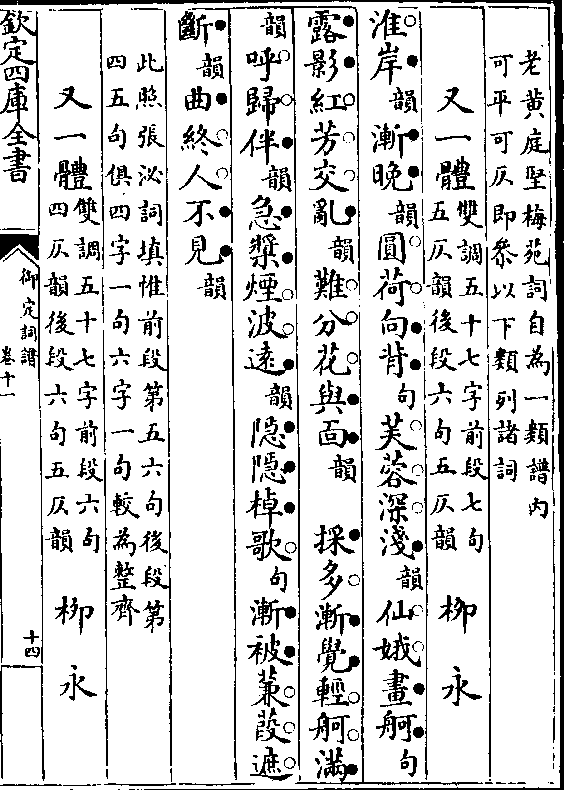 老黄庭堅梅苑詞自為一類譜内
可平可仄即叅以下類列諸詞
又一體雙調五十七字前段七句五仄韻後段六句五仄韻 柳永
淮岸韻漸晚韻圓荷向背句芙蓉深淺韻仙娥畫舸句
露影紅芳交亂韻難分花與面韻 採多漸覺輕舸滿
韻呼歸伴韻急槳煙波逺韻隐隐棹歌句漸被蒹葭遮
斷韻曲終人不見韻
此照張泌詞填惟前段第五六句後段第
四五句俱四字一句六字一句較為整齊
又一體雙調五十七字前段六句四仄韻後段六句五仄韻 柳永
欽定四庫全書
御定詞譜
卷十一
十四